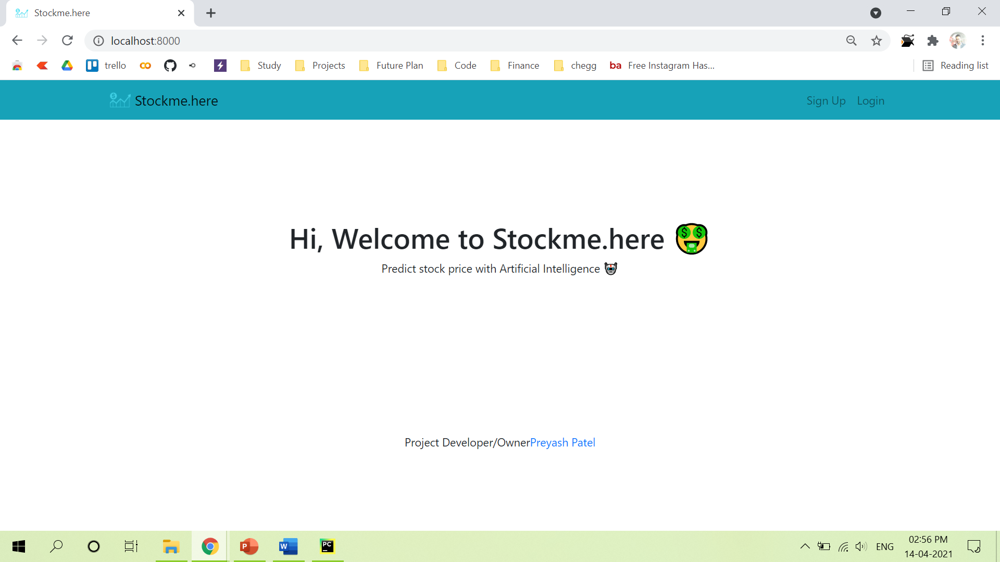 Stockme.here
localhost:8000
trello
Study
Projects
Future Plan
Code
Finance
chegg
ba Free Instagram Has...
Reading list
Stockme.here
Sign Up
Login
Hi, Welcome to Stockme.here 🤑
Predict stock price with Artificial Intelligence 🤖
Project Developer/OwnerPreyash Patel
P
W
PC
ENG
02:56 PM
14-04-2021